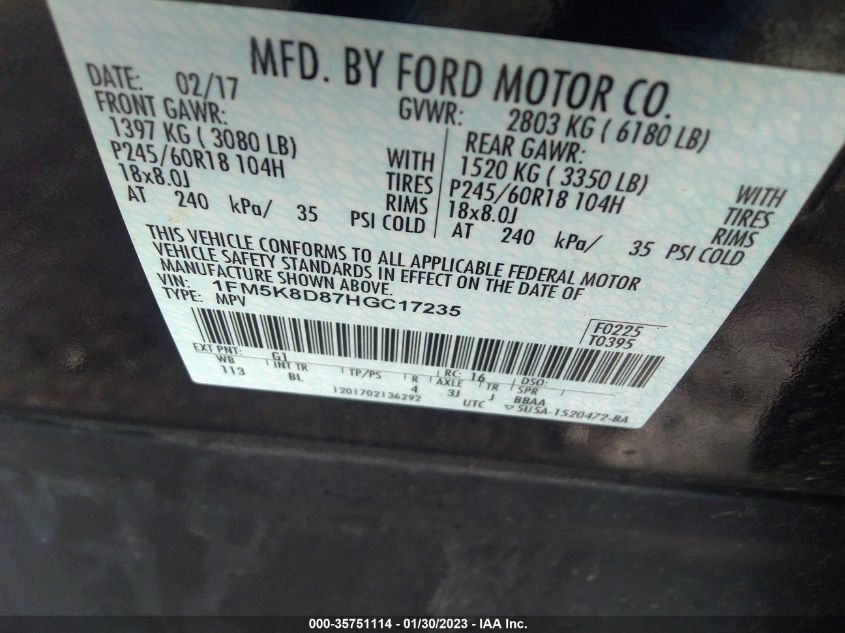 MFD. BY FORD MOTOR CO.
DATE: 02/17 GVWR: 2803 KG ( 6180 LB)
FRONT GAWR: REAR GAWR:
1397 KG ( 3080 LB) WITH 1520 KG ( 3350 LB) WITH
P245/60R18 104H TIRES P245/60R18 104H TIRES
18x8.0J RIMS 18x8.0J RIMS
AT 240 kPa/ 35 PSI COLD AT 240 kPa/ 35 PSI COLD
THIS VEHICLE CONFORMS TO ALL APPLICABLE FEDERAL MOTOR
VEHICLE SAFETY STANDARDS IN EFFECT ON THE DATE OF
MANUFACTURE SHOWN ABOVE.
VIN: 1FM5K8D87HGC17235
TYPE: MPV
F0225
T0395
EXT PNT: G1 RC: 16 DSO:
WB INT TR TP/PS R AXLE TR SPR
113 BL 4 3J J BBAA
1201702136292 UTC 5U5A-1520472-BA
000-35751114 — 01/30/2023 — IAA Inc.